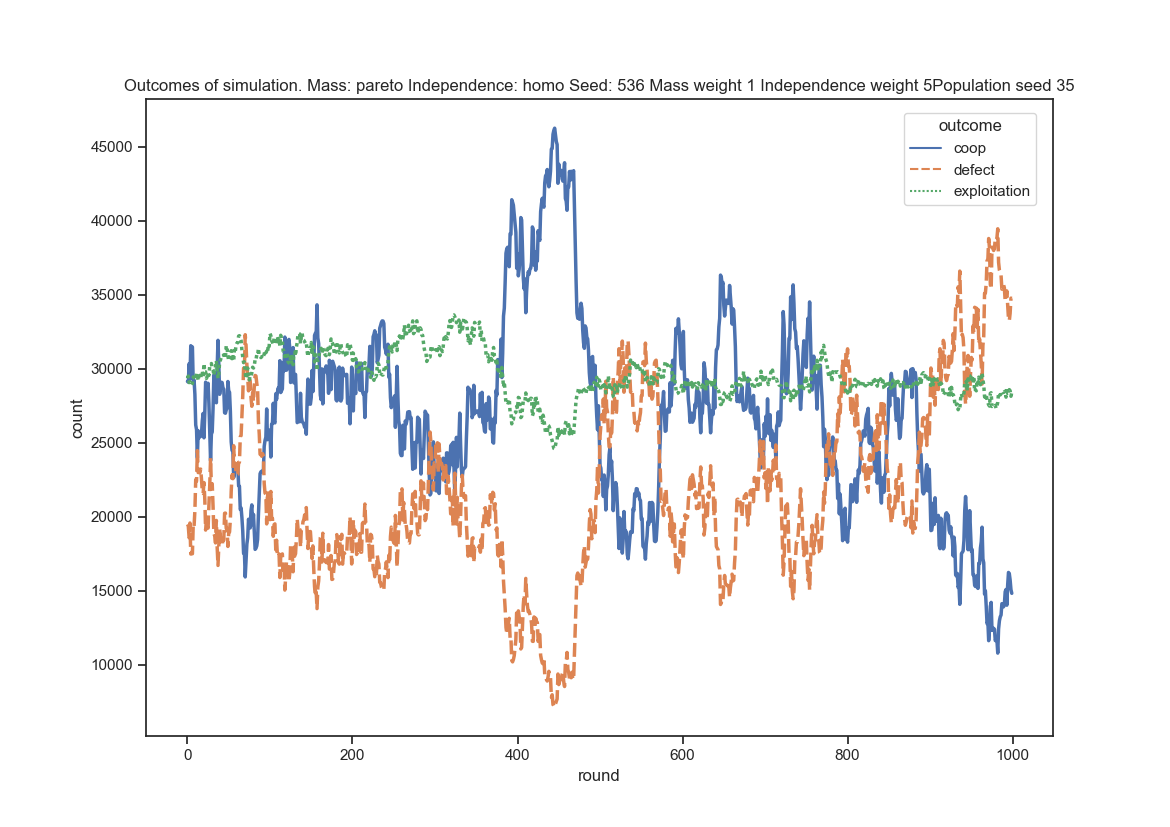 Outcomes of simulation. Mass: pareto Independence: homo Seed: 536 Mass weight 1 Independence weight 5Population seed 35
outcome
coop
defect
exploitation
45000
40000
35000
30000
25000
20000
15000
10000
count
0
200
400
600
800
1000
round